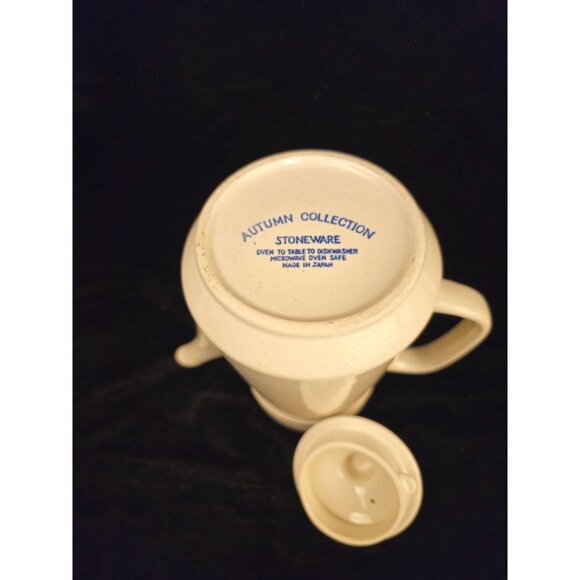 AUTUMN COLLECTION
STONEWARE
OVEN TO TABLE TO DISHWASHER
MICROWAVE OVEN SAFE
MADE IN JAPAN